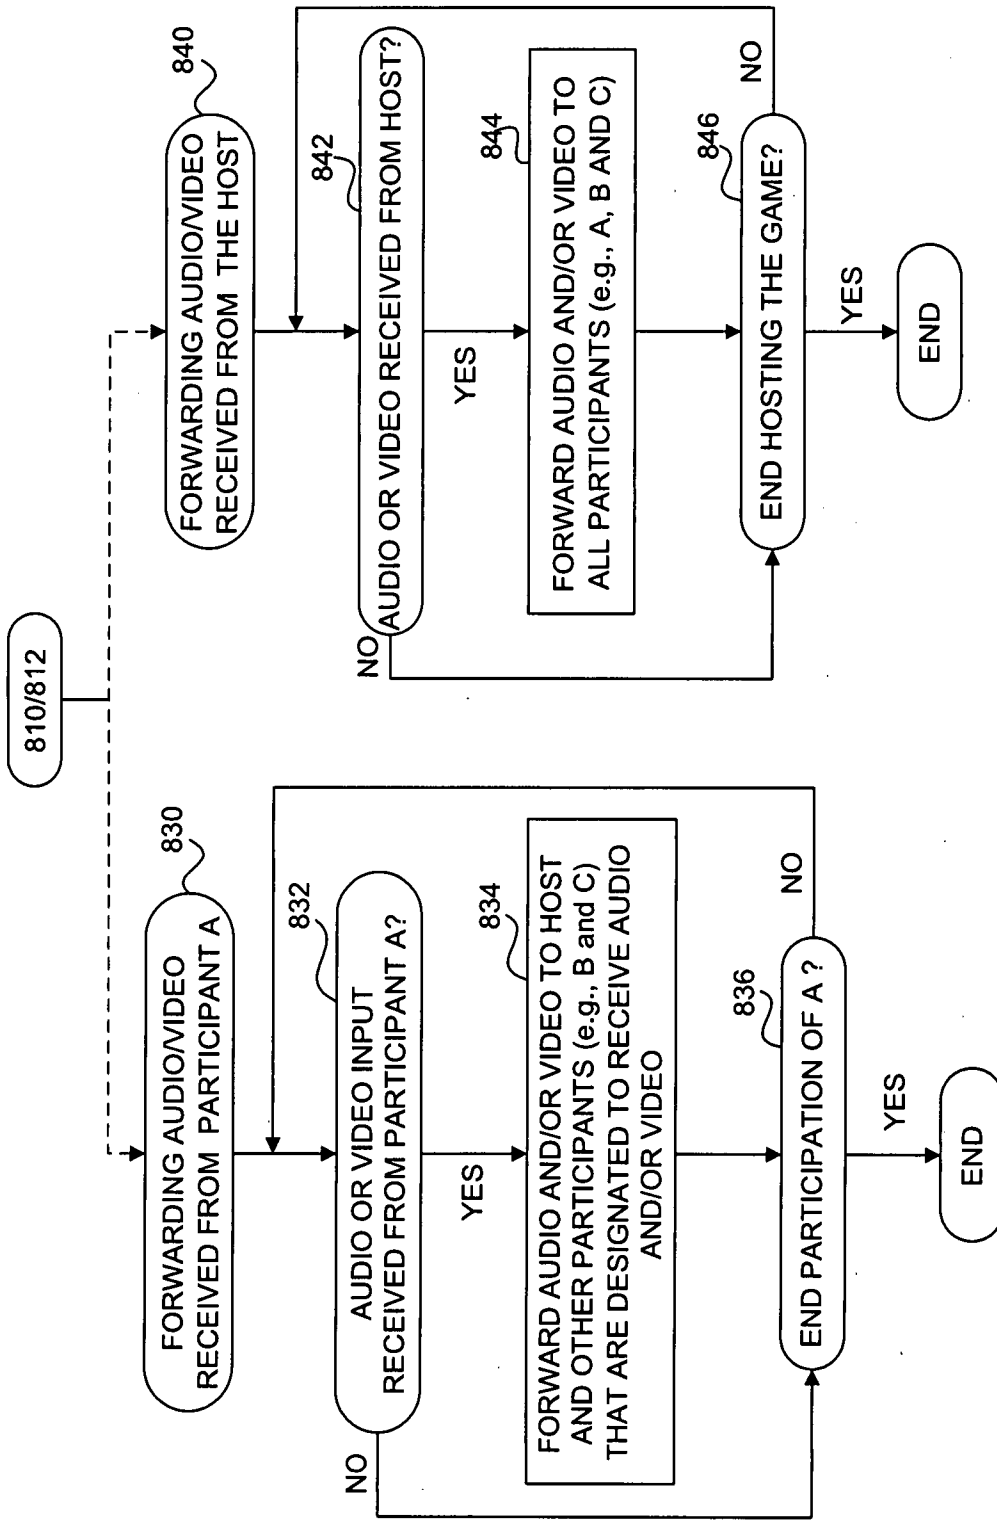 810/812
830
FORWARDING AUDIO/VIDEO
RECEIVED FROM PARTICIPANT A
832
AUDIO OR VIDEO INPUT
RECEIVED FROM PARTICIPANT A?
NO
YES
834
FORWARD AUDIO AND/OR VIDEO TO HOST
AND OTHER PARTICIPANTS (e.g., B and C)
THAT ARE DESIGNATED TO RECEIVE AUDIO
AND/OR VIDEO
836
END PARTICIPATION OF A ?
NO
YES
END
840
FORWARDING AUDIO/VIDEO
RECEIVED FROM THE HOST
842
AUDIO OR VIDEO RECEIVED FROM HOST?
NO
YES
844
FORWARD AUDIO AND/OR VIDEO TO
ALL PARTICIPANTS (e.g., A, B AND C)
846
END HOSTING THE GAME?
NO
YES
END